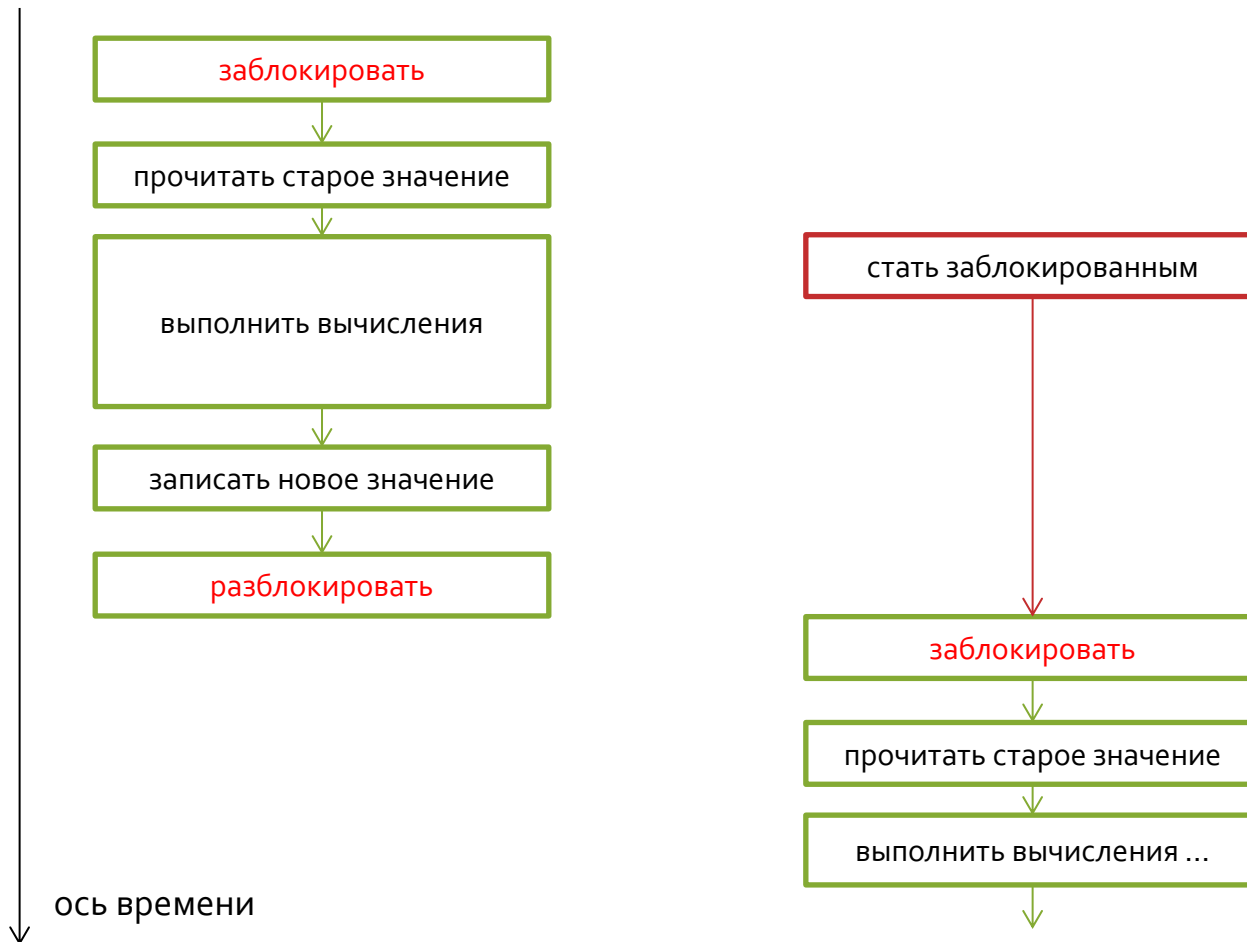 заблокировать
прочитать старое значение
выполнить вычисления
записать новое значение
разблокировать
стать заблокированным
заблокировать
прочитать старое значение
выполнить вычисления ...
ось времени